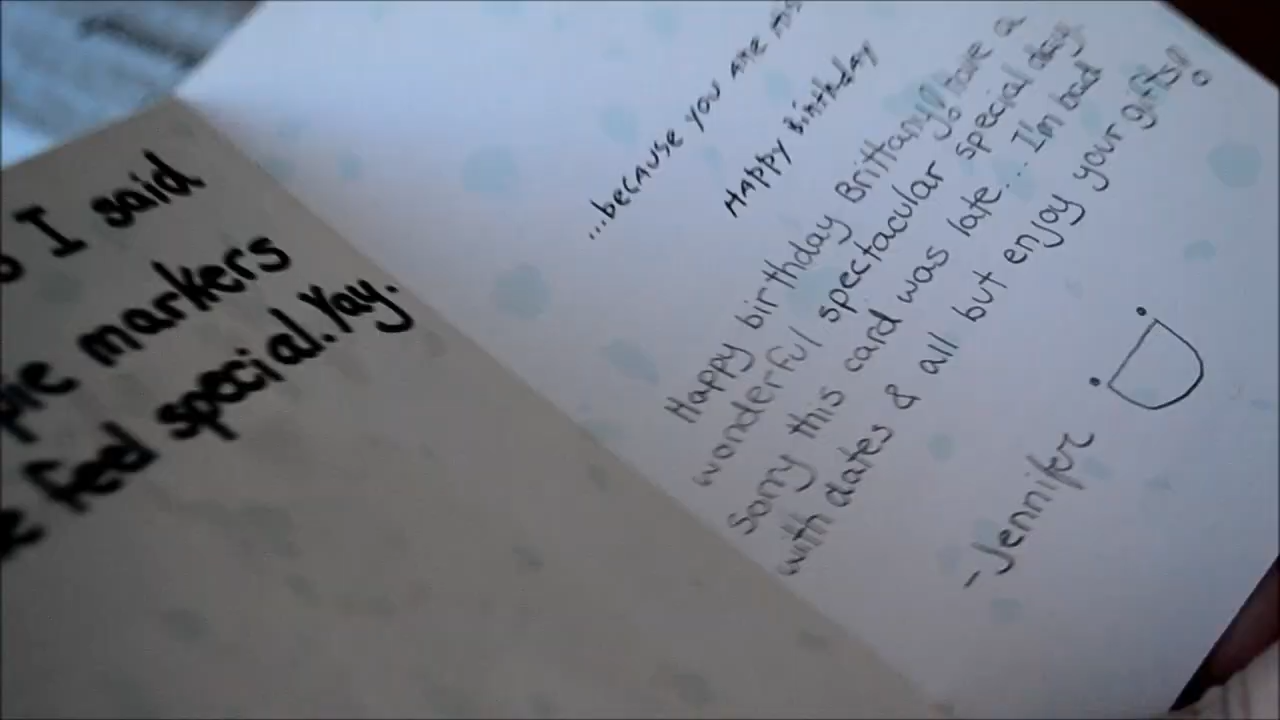 I said
markers
feel special. Yay.
...because you are
Happy Birthday
Happy birthday Brittany! Have a
wonderful spectacular special day.
Sorry this card was late... I'm bad
with dates & all but enjoy your gifts!
-Jennifer